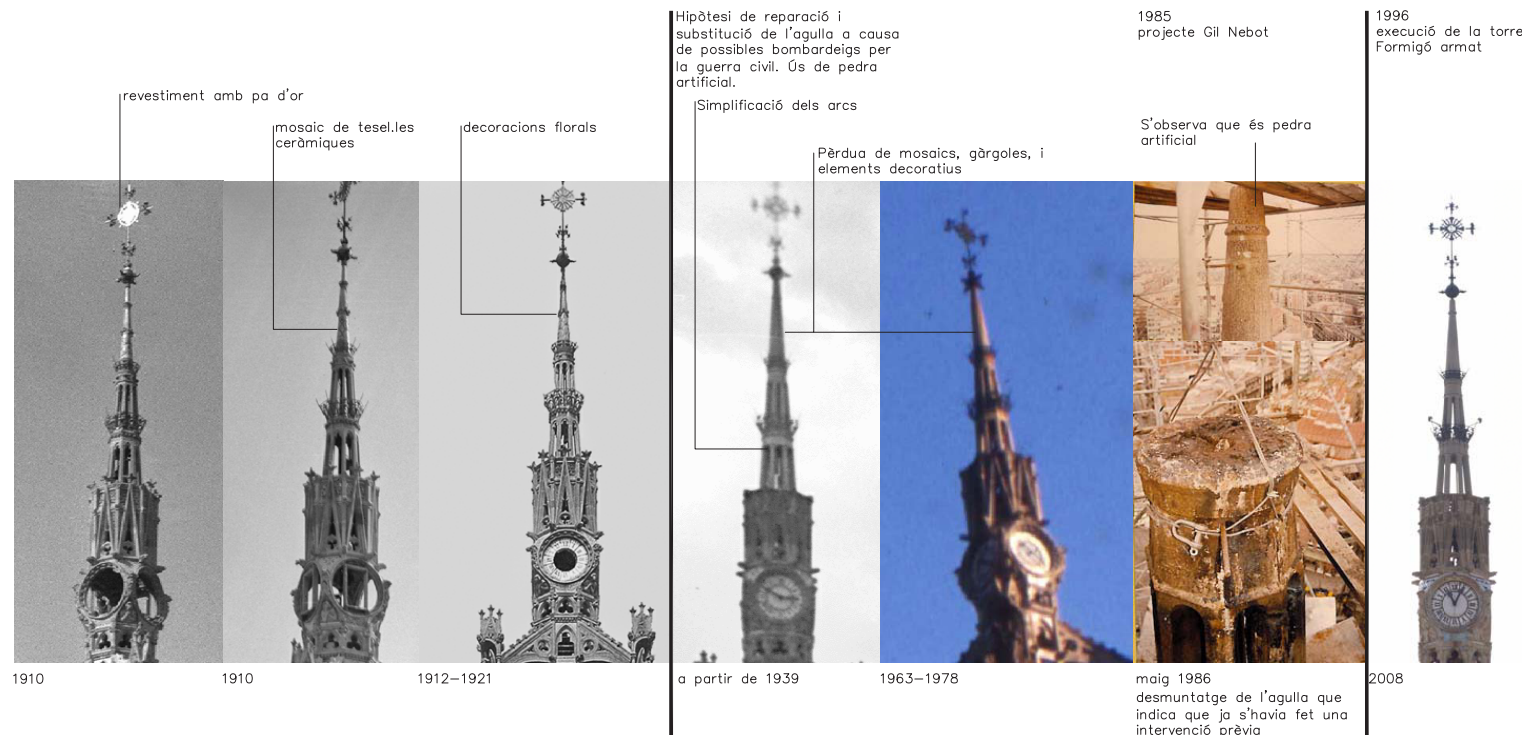 Hipòtesi de reparació i
substitució de l'agulla a causa
de possibles bombardeigs per
la guerra civil. Ús de pedra
artificial.
1985
projecte Gil Nebot
1996
execució de la torre
Formigó armat
revestiment amb pa d'or
mosaic de tesel.les
ceràmiques
decoracions florals
Simplificació dels arcs
Pèrdua de mosaics, gàrgoles, i
elements decoratius
S'observa que és pedra
artificial
1910
1910
1912-1921
a partir de 1939
1963-1978
maig 1986
desmuntatge de l'agulla que
indica que ja s'havia fet una
intervenció prèvia
2008